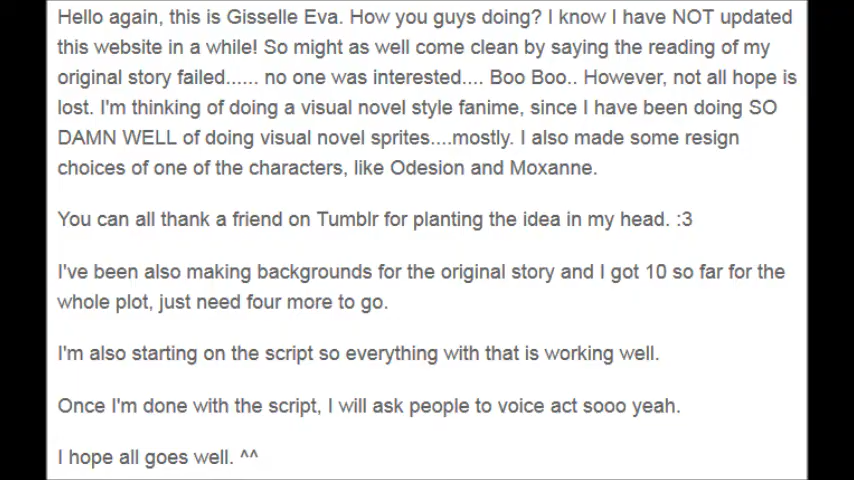 Hello again, this is Gisselle Eva. How you guys doing? I know I have NOT updated
this website in a while! So might as well come clean by saying the reading of my
original story failed...... no one was interested.... Boo Boo.. However, not all hope is
lost. I'm thinking of doing a visual novel style fanime, since I have been doing SO
DAMN WELL of doing visual novel sprites....mostly. I also made some resign
choices of one of the characters, like Odesion and Moxanne.
You can all thank a friend on Tumblr for planting the idea in my head. :3
I've been also making backgrounds for the original story and I got 10 so far for the
whole plot, just need four more to go.
I'm also starting on the script so everything with that is working well.
Once I'm done with the script, I will ask people to voice act sooo yeah.
I hope all goes well. ^^